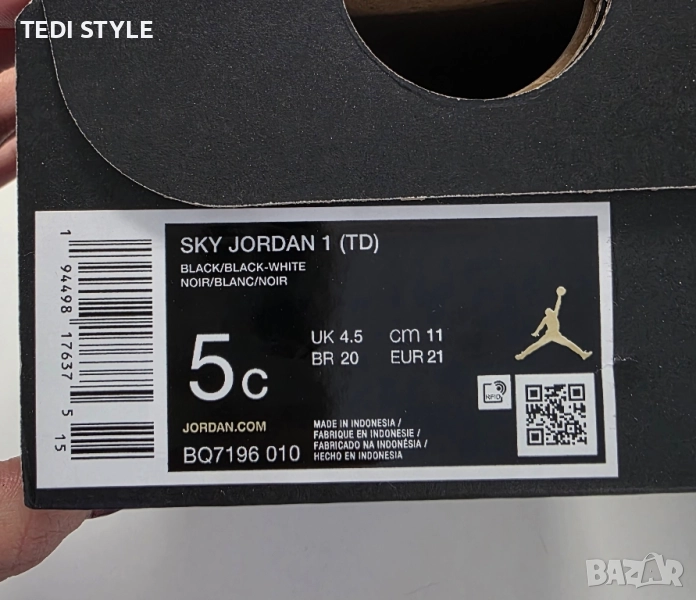 TEDI STYLE
SKY JORDAN 1 (TD)
BLACK/BLACK-WHITE
NOIR/BLANC/NOIR
5c
UK 4.5 cm 11
BR 20 EUR 21
RFID
JORDAN.COM
BQ7196 010
MADE IN INDONESIA /
FABRIQUE EN INDONESIE /
FABRICADO NA INDONÉSIA /
HECHO EN INDONESIA
1 94498 17637 5 15
BAZAR